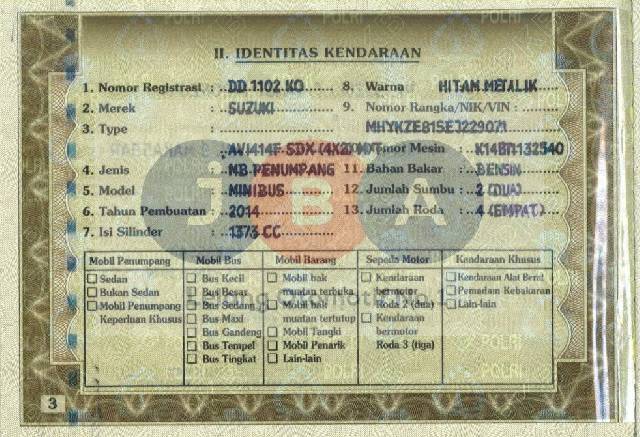 II. IDENTITAS KENDARAAN
1. Nomor Registrasi : DD 1102 KO 8. Warna : HITAM METALIK
2. Merek : SUZUKI 9. Nomor Rangka/NIK/VIN :
3. Type : MHYKZE81SEJ229071
AVI414F SDX (4X2) MT Nomor Mesin : K14BT1132540
4. Jenis : MB.PENUMPANG 11. Bahan Bakar : BENSIN
5. Model : MINIBUS 12. Jumlah Sumbu : 2 (DUA)
6. Tahun Pembuatan : 2014 13. Jumlah Roda : 4 (EMPAT)
7. Isi Silinder : 1373 CC
JBA
Mobil Penumpang Mobil Bus Mobil Barang Sepeda Motor Kendaraan Khusus
Sedan Bus Kecil Mobil bak Kendaraan Kendaraan Alat Berat
Bukan Sedan Bus Besar muatan terbuka bermotor Pemadam Kebakaran
Mobil Penumpang Bus Sedang Mobil bak Roda 2 (dua) Lain-lain
Keperluan Khusus Bus Maxi muatan tertutup Kendaraan
Bus Gandeng Mobil Tangki bermotor
Bus Tempel Mobil Penarik Roda 3 (tiga)
Bus Tingkat Lain-lain
3